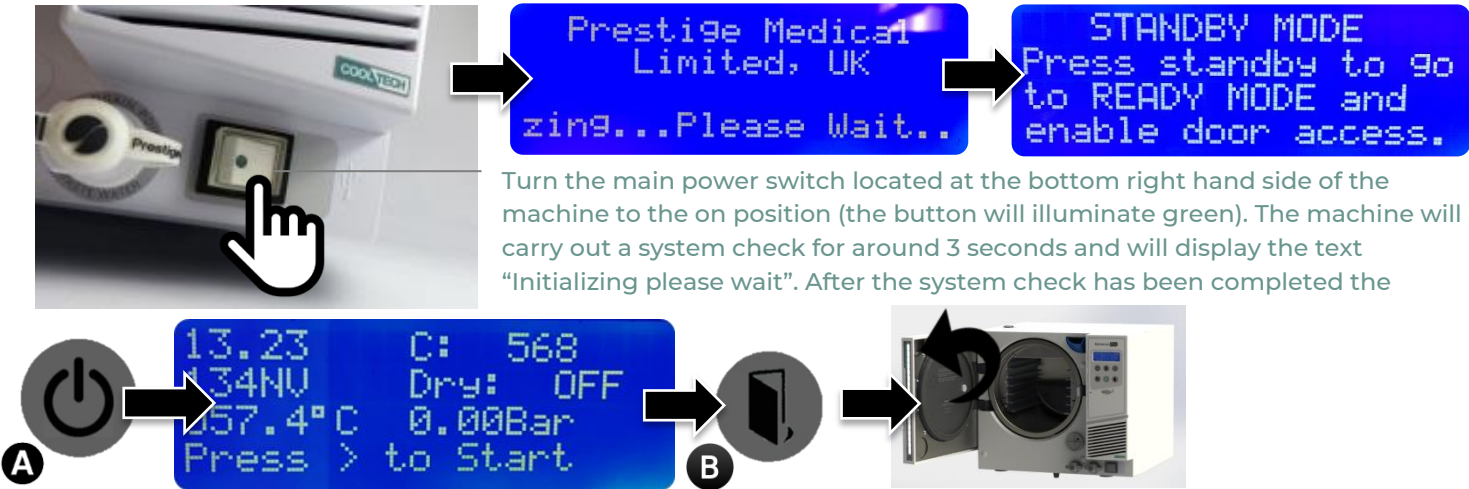 COOLTECH
Prestige
Prestige Medical
Limited, UK
zing...Please Wait..
STANDBY MODE
Press standby to go
to READY MODE and
enable door access.
Turn the main power switch located at the bottom right hand side of the
machine to the on position (the button will illuminate green). The machine will
carry out a system check for around 3 seconds and will display the text
“Initializing please wait”. After the system check has been completed the
13.23 C: 568
134NV Dry: OFF
057.4°C 0.00Bar
Press > to Start
A
B